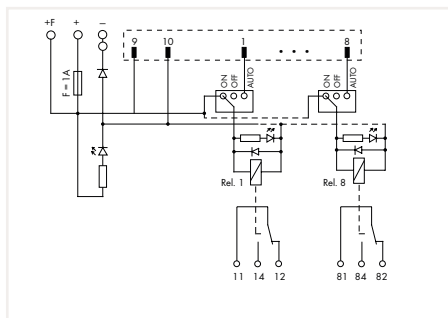 +F + −
9 10 1 • • • 8
F = 1A
ON OFF AUTO ON OFF AUTO
Rel. 1 Rel. 8
11 14 12 81 84 82